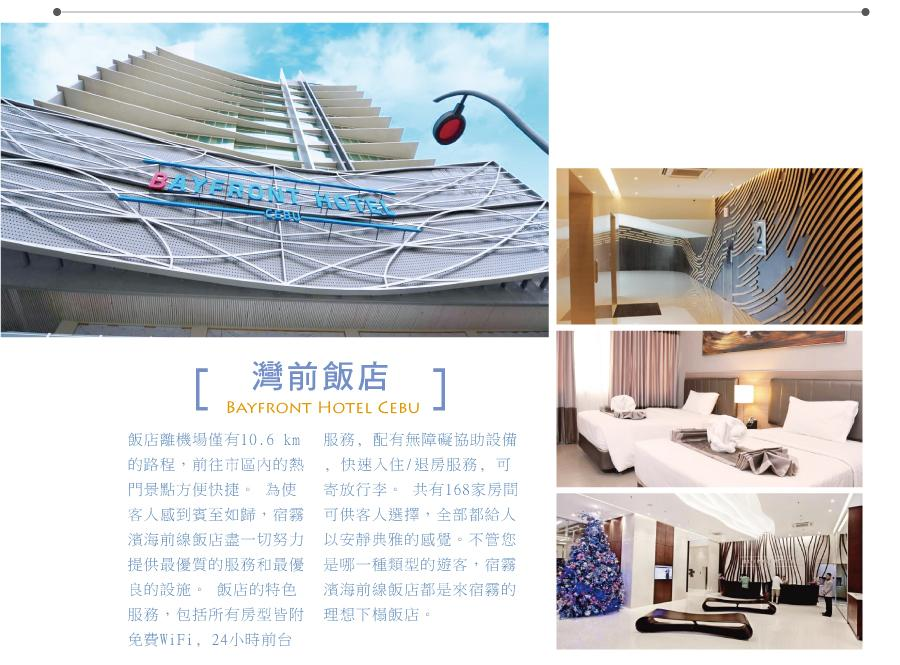 BAYFRONT HOTEL
CEBU
灣前飯店
BAYFRONT HOTEL CEBU
飯店離機場僅有10.6 km
的路程，前往市區內的熱
門景點方便快捷。 為使
客人感到賓至如歸，宿霧
濱海前線飯店盡一切努力
提供最優質的服務和最優
良的設施。 飯店的特色
服務，包括所有房型皆附
免費WiFi, 24小時前台
服務, 配有無障礙協助設備
, 快速入住/退房服務, 可
寄放行李。 共有168家房間
可供客人選擇，全部都給人
以安靜典雅的感覺。不管您
是哪一種類型的遊客，宿霧
濱海前線飯店都是來宿霧的
理想下榻飯店。